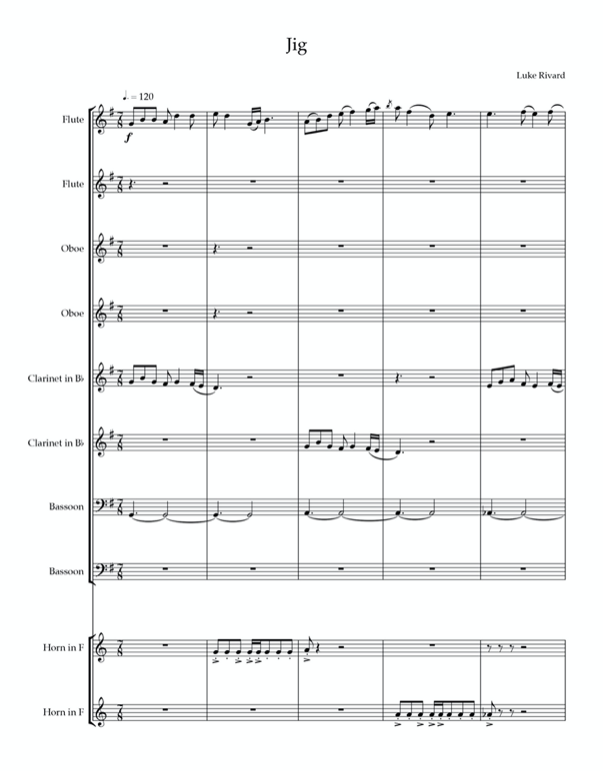 Jig
Luke Rivard
♩. = 120
Flute
f
Flute
Oboe
Oboe
Clarinet in B♭
Clarinet in B♭
Bassoon
Bassoon
Horn in F
Horn in F